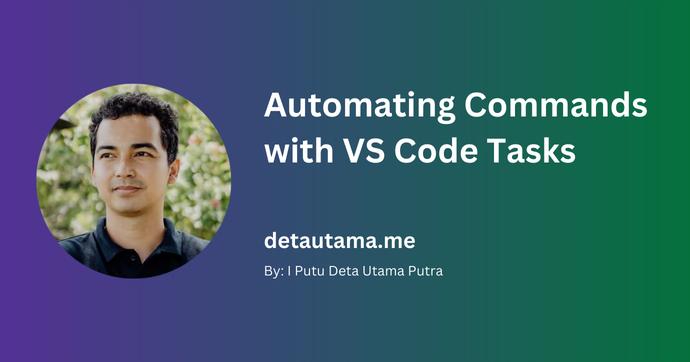 Automating Commands
with VS Code Tasks
detautama.me
By: I Putu Deta Utama Putra